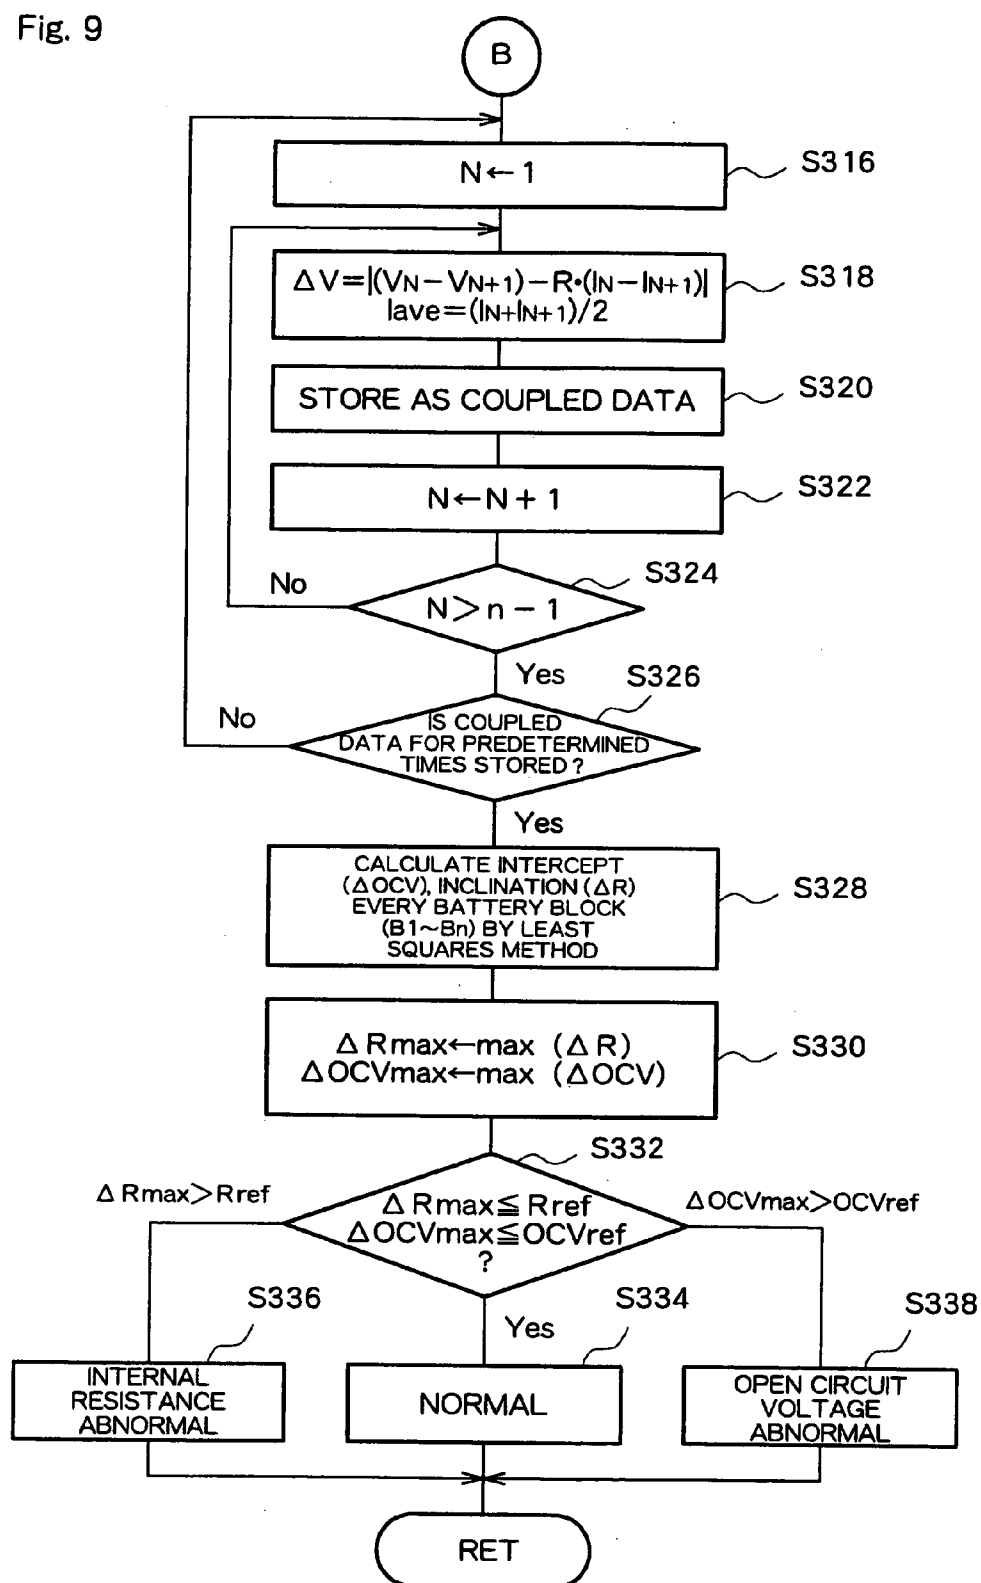 Fig. 9
B
N←1
S316
ΔV=|(VN−VN+1)−R・(IN−IN+1)|
Iave=(IN+IN+1)/2
S318
STORE AS COUPLED DATA
S320
N←N+1
S322
S324
No
N>n−1
Yes
S326
No
IS COUPLED
DATA FOR PREDETERMINED
TIMES STORED?
Yes
CALCULATE INTERCEPT
(ΔOCV), INCLINATION (ΔR)
EVERY BATTERY BLOCK
(B1~Bn) BY LEAST
SQUARES METHOD
S328
ΔRmax←max (ΔR)
ΔOCVmax←max (ΔOCV)
S330
S332
ΔRmax>Rref
ΔRmax≦Rref
ΔOCVmax≦OCVref
?
ΔOCVmax>OCVref
S336
Yes
S334
S338
INTERNAL
RESISTANCE
ABNORMAL
NORMAL
OPEN CIRCUIT
VOLTAGE
ABNORMAL
RET